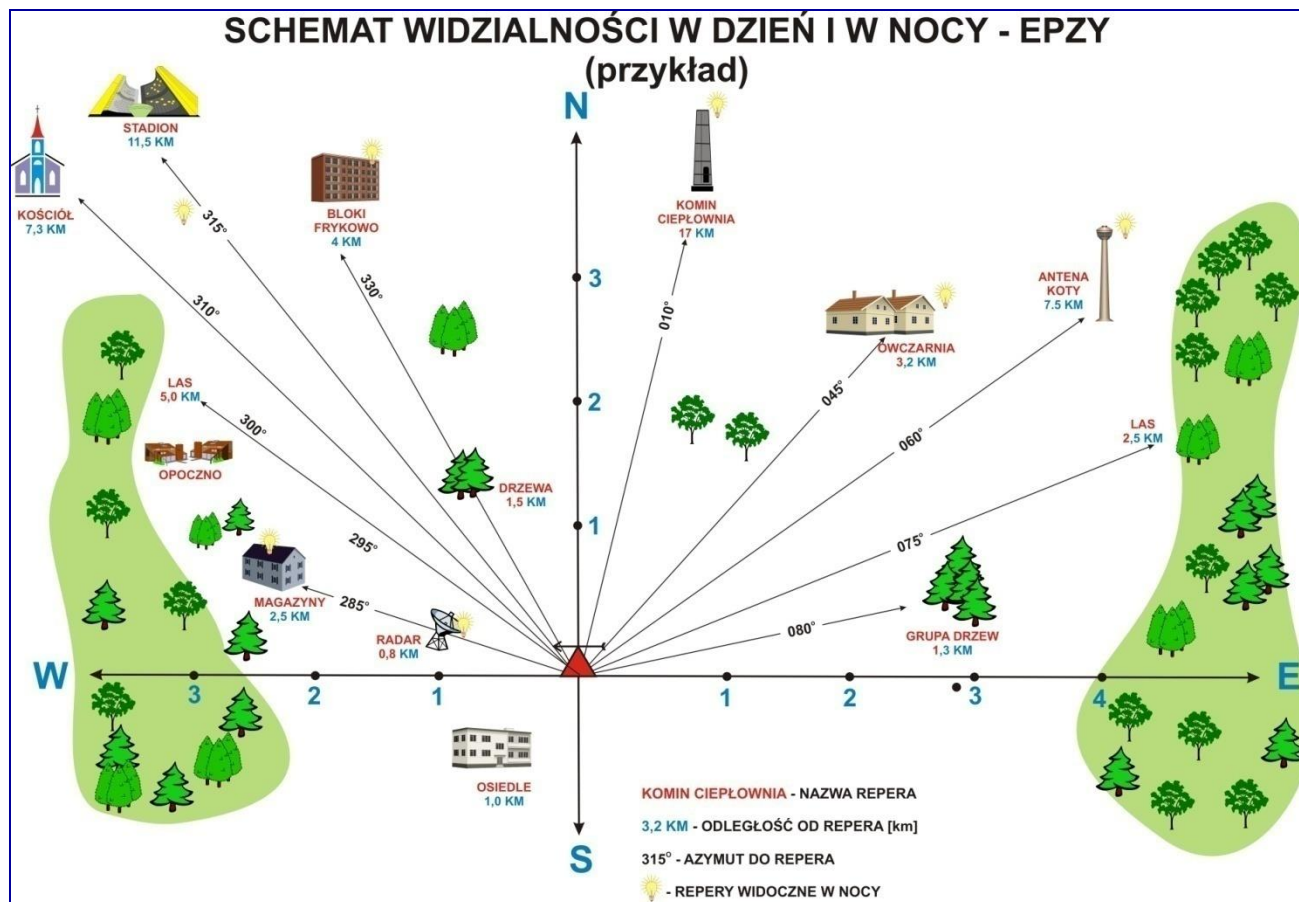 SCHEMAT WIDZIALNOŚCI W DZIEŃ I W NOCY - EPZY
(przykład)
N
STADION
11,5 KM
KOŚCIÓŁ
7,3 KM
BLOKI
FRYKOWO
4 KM
KOMIN
CIEPŁOWNIA
17 KM
ANTENA
KOTY
7.5 KM
315°
330°
310°
010°
3
OWCZARNIA
3,2 KM
LAS
5,0 KM
300°
2
045°
060°
LAS
2,5 KM
OPOCZNO
DRZEWA
1,5 KM
1
295°
075°
MAGAZYNY
2,5 KM
285°
RADAR
0,8 KM
080°
GRUPA DRZEW
1,3 KM
W
3
2
1
1
2
3
4
E
OSIEDLE
1,0 KM
S
KOMIN CIEPŁOWNIA - NAZWA REPERA
3,2 KM - ODLEGŁOŚĆ OD REPERA [km]
315° - AZYMUT DO REPERA
- REPERY WIDOCZNE W NOCY